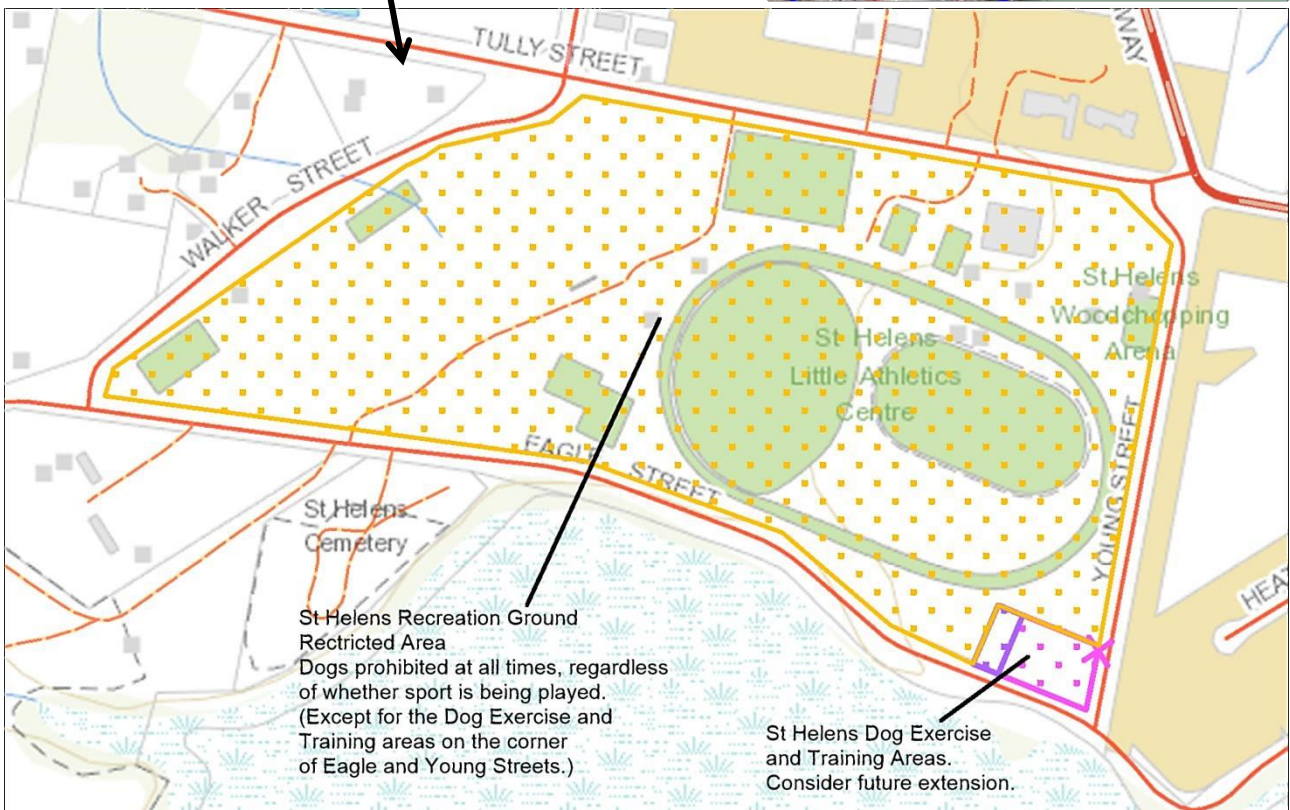 TULLY STREET
WAY
WALKER STREET
St Helens
Woodchopping
Arena
St Helens
Little Athletics
Centre
EAGLE STREET
YOUNG STREET
St Helens
Cemetery
HEAT
St Helens Recreation Ground
Rectricted Area
Dogs prohibited at all times, regardless
of whether sport is being played.
(Except for the Dog Exercise and
Training areas on the corner
of Eagle and Young Streets.)
St Helens Dog Exercise
and Training Areas.
Consider future extension.